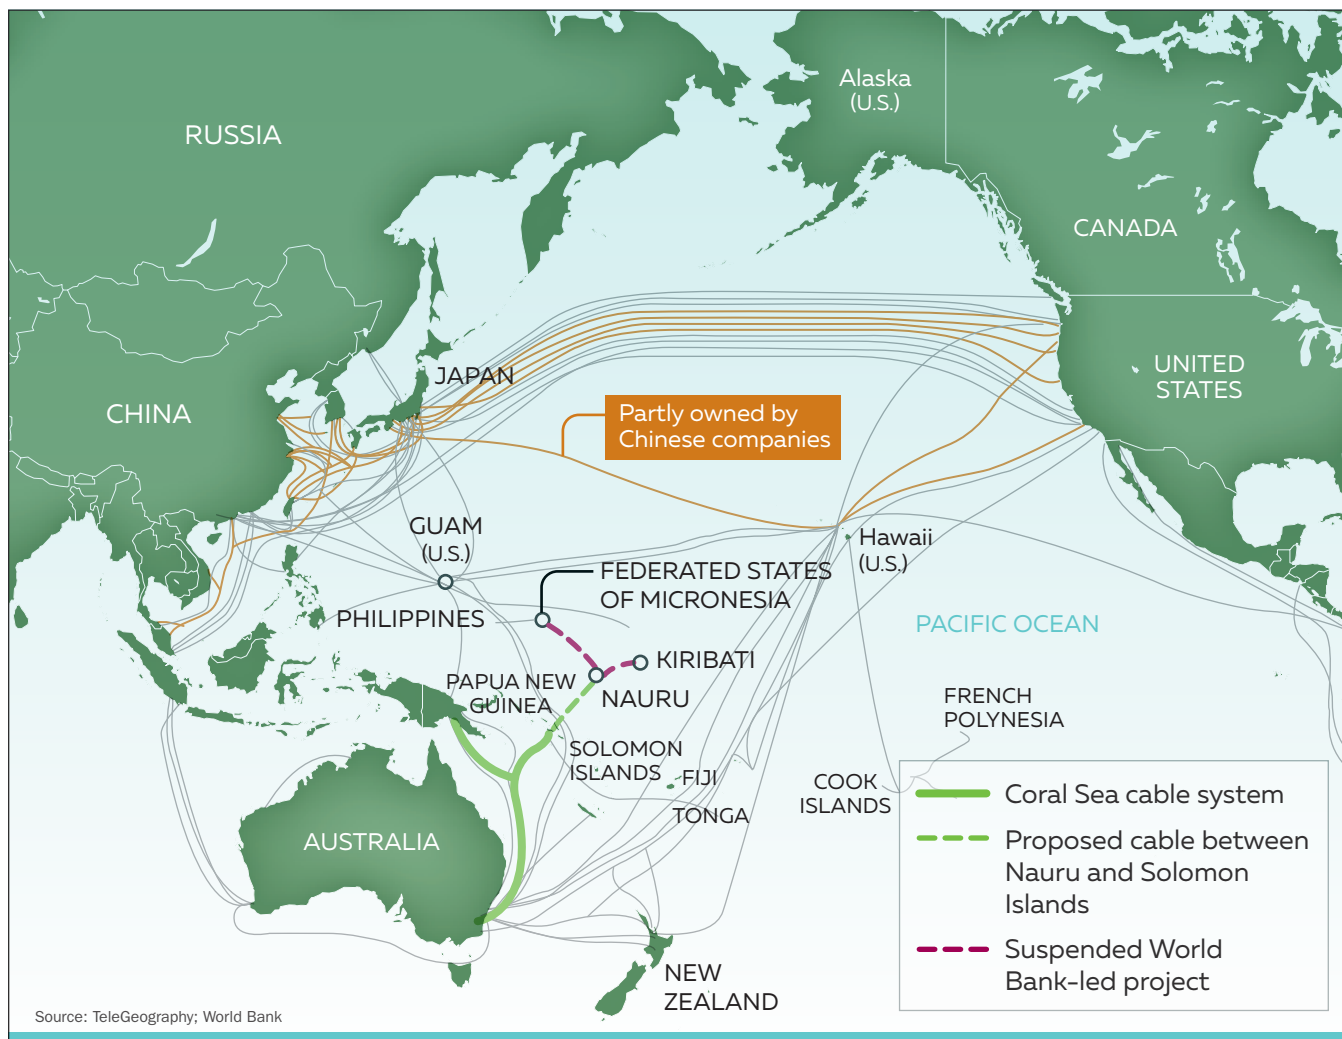 RUSSIA
Alaska
(U.S.)
CANADA
JAPAN
CHINA
UNITED
STATES
Partly owned by
Chinese companies
GUAM
(U.S.)
Hawaii
(U.S.)
FEDERATED STATES
OF MICRONESIA
PHILIPPINES
PACIFIC OCEAN
KIRIBATI
PAPUA NEW
GUINEA
NAURU
FRENCH
POLYNESIA
SOLOMON
ISLANDS
FIJI
COOK
ISLANDS
TONGA
AUSTRALIA
NEW
ZEALAND
Coral Sea cable system
Proposed cable between
Nauru and Solomon
Islands
Suspended World
Bank-led project
Source: TeleGeography; World Bank